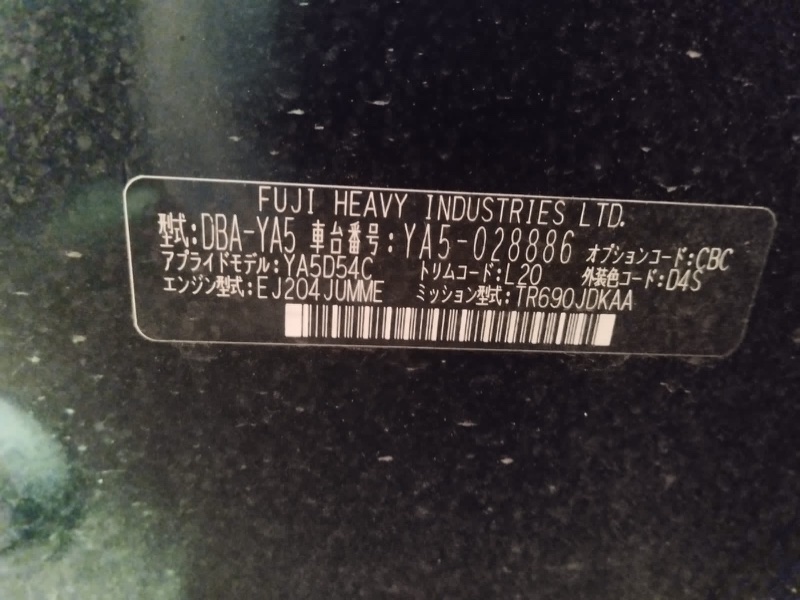 FUJI HEAVY INDUSTRIES LTD.
型式:DBA-YA5 車台番号:YA5-028886 オプションコード:CBC
アプライドモデル:YA5D54C トリムコード:L20 外装色コード:D4S
エンジン型式:EJ204JUMME ミッション型式:TR690JDKAA